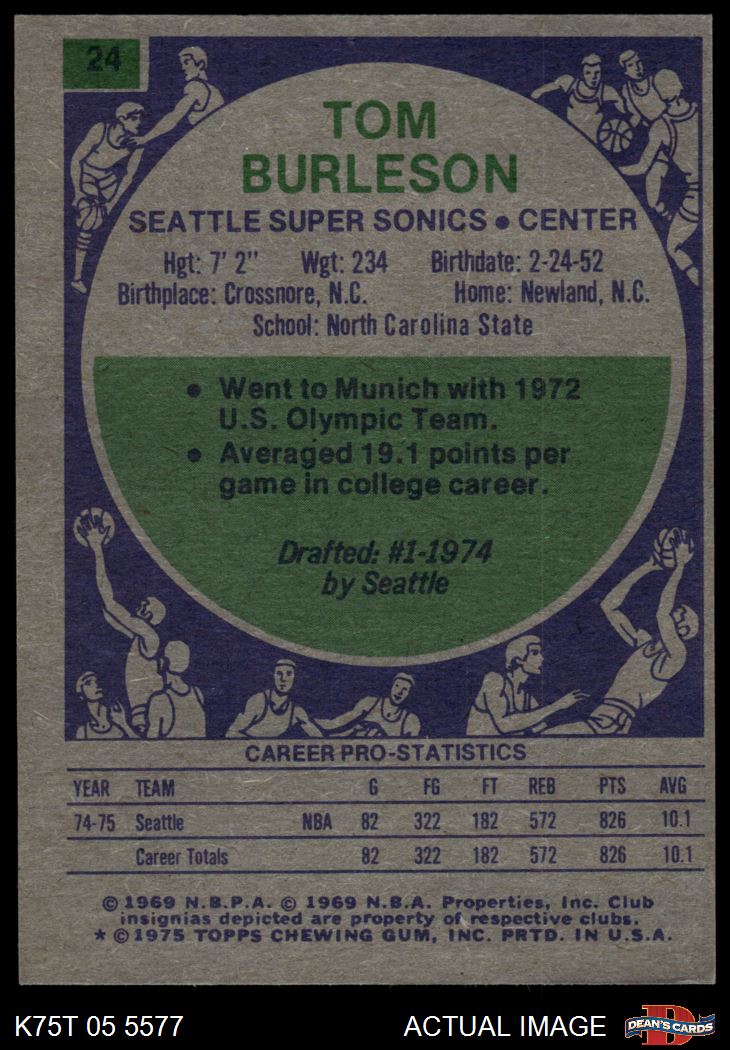 24
TOM
BURLESON
SEATTLE SUPER SONICS • CENTER
Hgt: 7' 2" Wgt: 234 Birthdate: 2-24-52
Birthplace: Crossnore, N.C. Home: Newland, N.C.
School: North Carolina State
• Went to Munich with 1972
U.S. Olympic Team.
• Averaged 19.1 points per
game in college career.
Drafted: #1-1974
by Seattle
CAREER PRO-STATISTICS
YEAR TEAM G FG FT REB PTS AVG
74-75 Seattle NBA 82 322 182 572 826 10.1
Career Totals 82 322 182 572 826 10.1
© 1969 N.B.P.A. © 1969 N.B.A. Properties, Inc. Club
insignias depicted are property of respective clubs.
* © 1975 TOPPS CHEWING GUM, INC. PRTD. IN U.S.A.
K75T 05 5577 ACTUAL IMAGE
D
DEAN'S CARDS